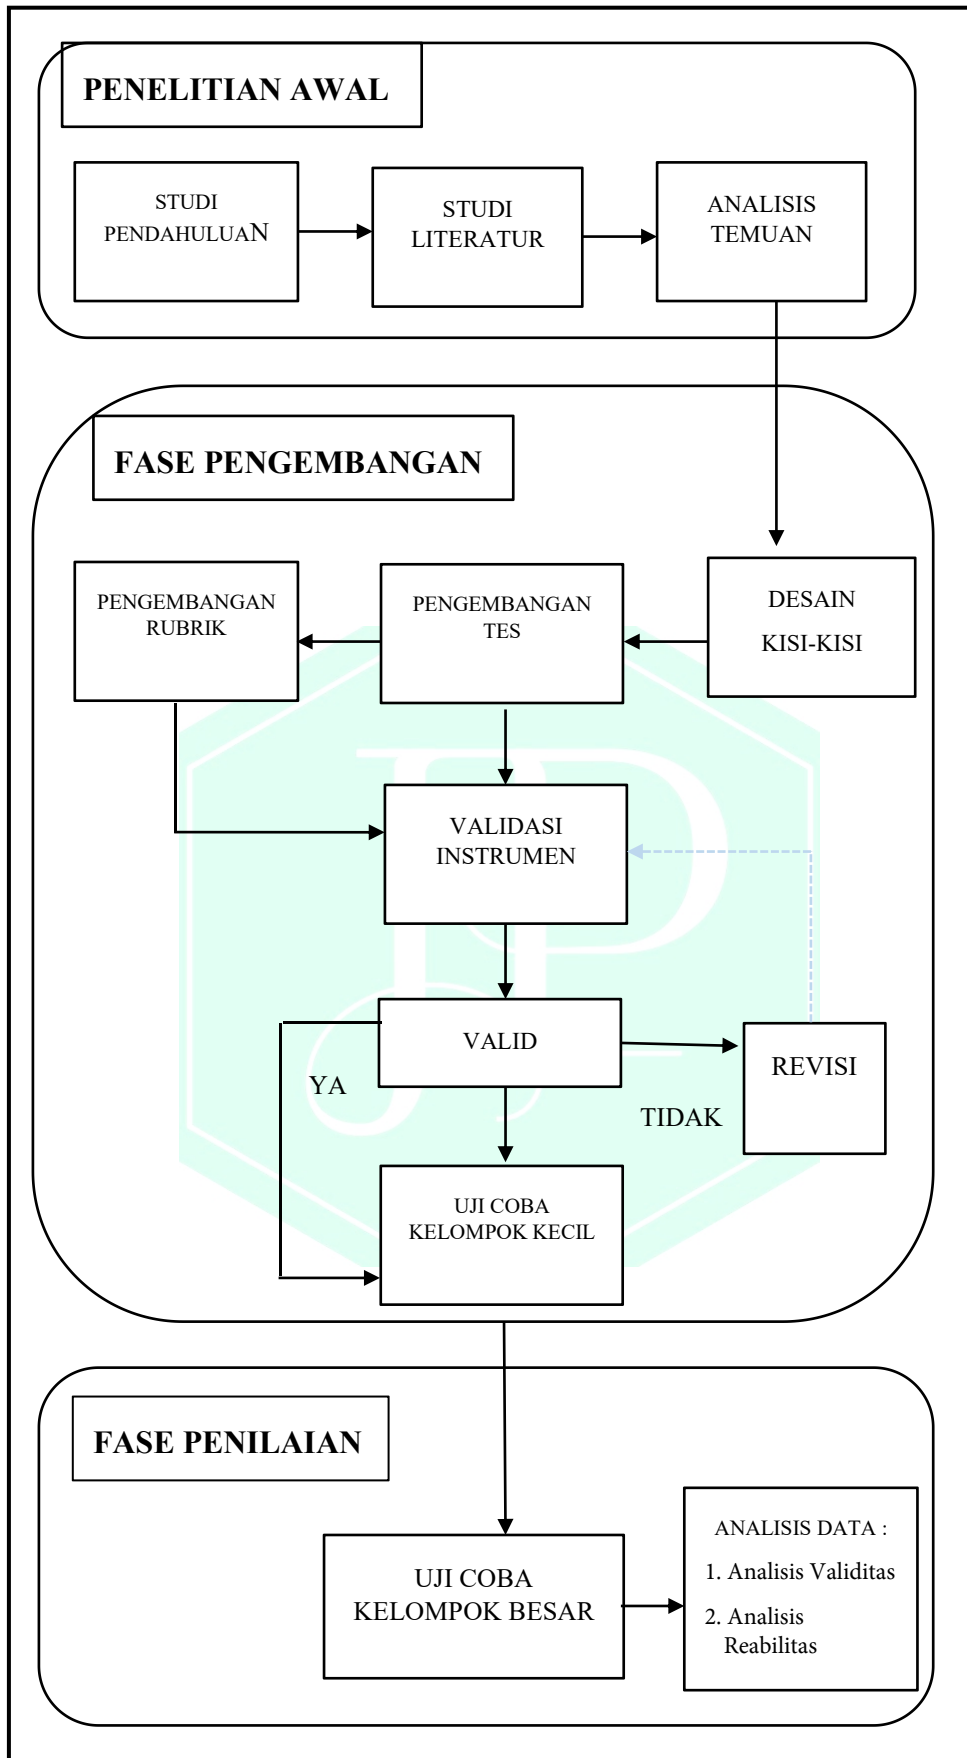 PENELITIAN AWAL
STUDI
PENDAHULUAN
STUDI
LITERATUR
ANALISIS
TEMUAN
FASE PENGEMBANGAN
PENGEMBANGAN
RUBRIK
PENGEMBANGAN
TES
DESAIN
KISI-KISI
VALIDASI
INSTRUMEN
VALID
REVISI
YA
TIDAK
UJI COBA
KELOMPOK KECIL
FASE PENILAIAN
UJI COBA
KELOMPOK BESAR
ANALISIS DATA :
1. Analisis Validitas
2. Analisis
Reabilitas